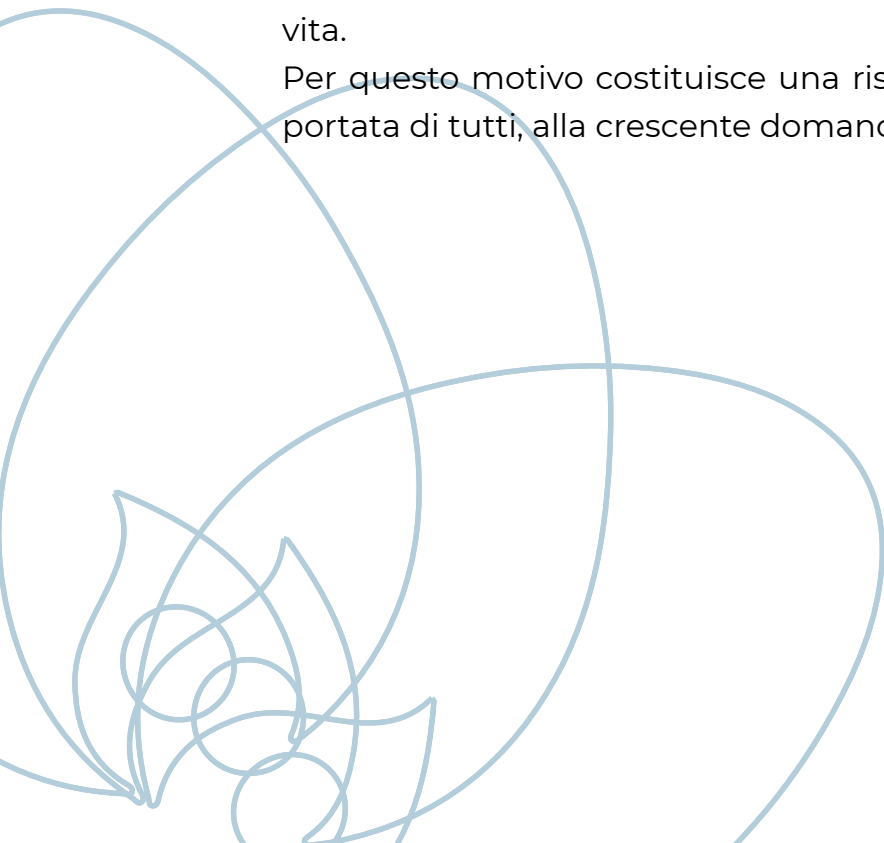 vita.
Per questo motivo costituisce una ris
portata di tutti, alla crescente domand